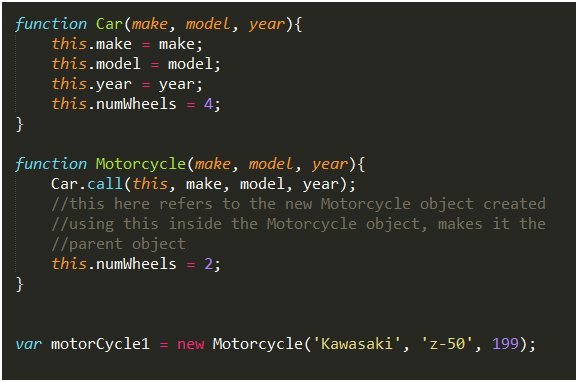 function Car(make, model, year){
this.make = make;
this.model = model;
this.year = year;
this.numWheels = 4;
}
function Motorcycle(make, model, year){
Car.call(this, make, model, year);
//this here refers to the new Motorcycle object created
//using this inside the Motorcycle object, makes it the
//parent object
this.numWheels = 2;
}
var motorCycle1 = new Motorcycle('Kawasaki', 'z-50', 199);